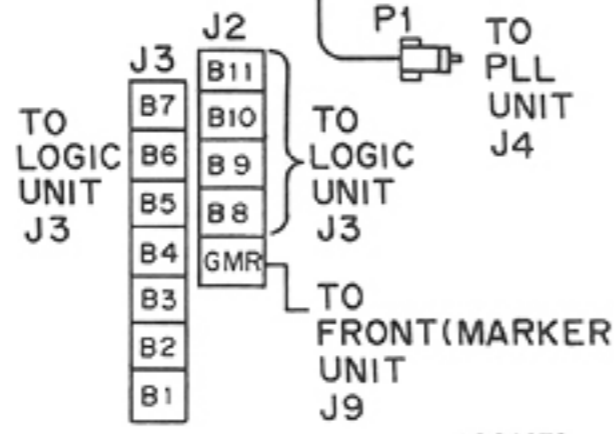 J3
J2
P1
TO
PLL
UNIT
J4
TO
LOGIC
UNIT
J3
B7
B6
B5
B4
B3
B2
B1
B11
B10
B9
B8
GMR
TO
LOGIC
UNIT
J3
TO
FRONT(MARKER
UNIT
J9